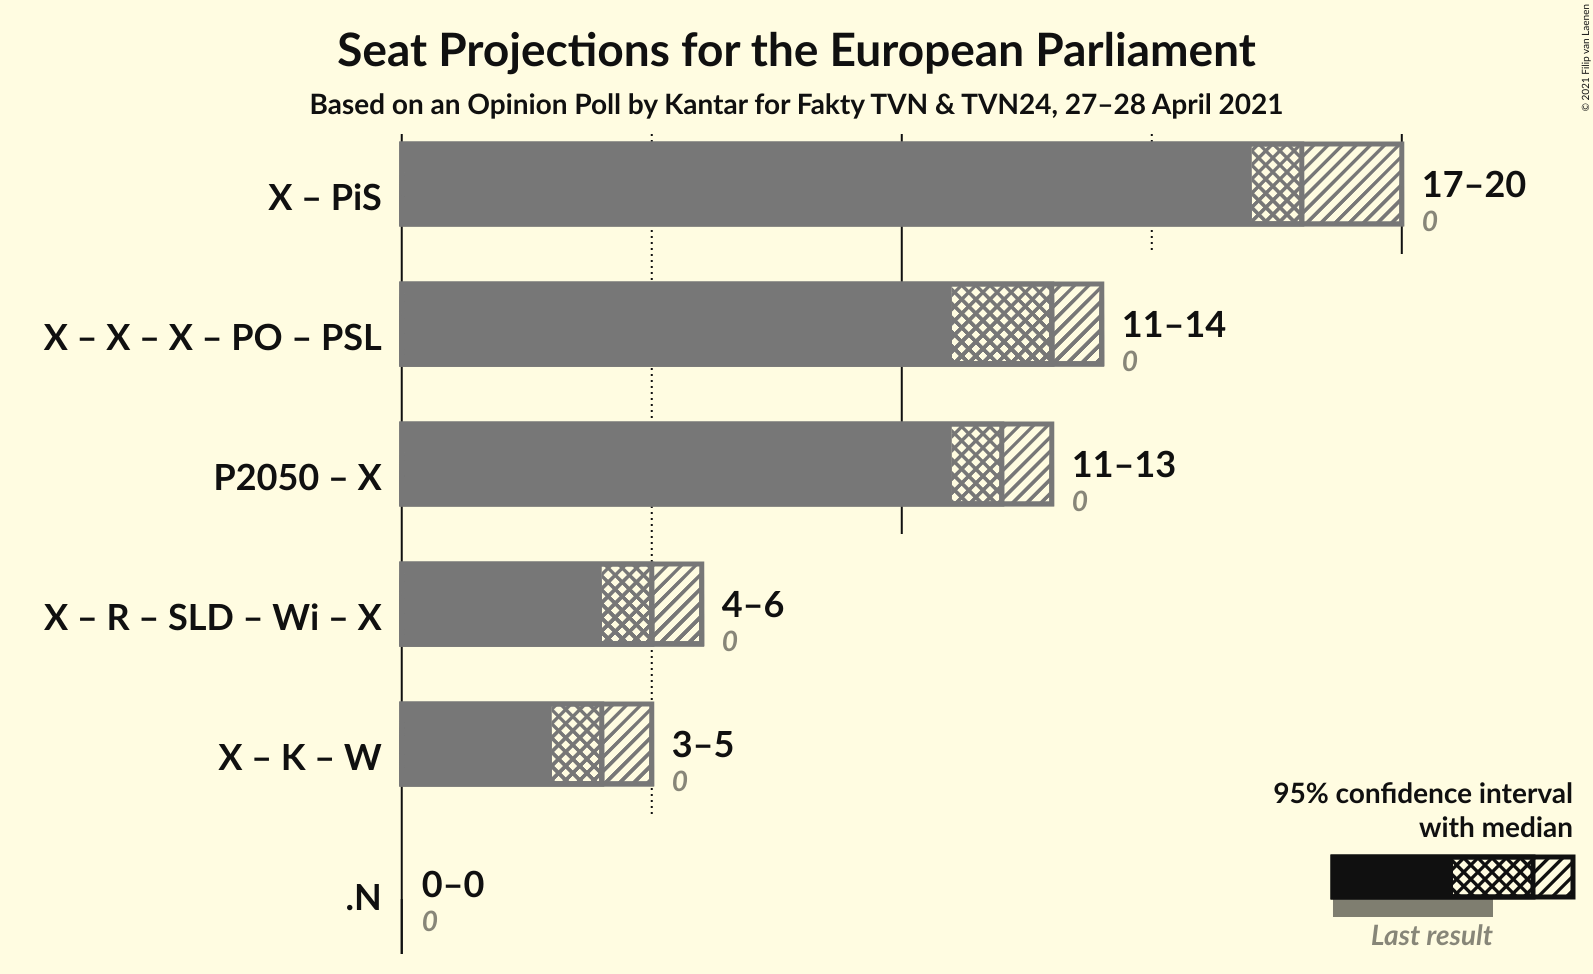 Seat Projections for the European Parliament
Based on an Opinion Poll by Kantar for Fakty TVN & TVN24, 27–28 April 2021
© 2021 Filip van Laenen
X – PiS
17–20
0
X – X – X – PO – PSL
11–14
0
P2050 – X
11–13
0
X – R – SLD – Wi – X
4–6
0
X – K – W
3–5
0
.N
0–0
0
95% confidence interval
with median
Last result